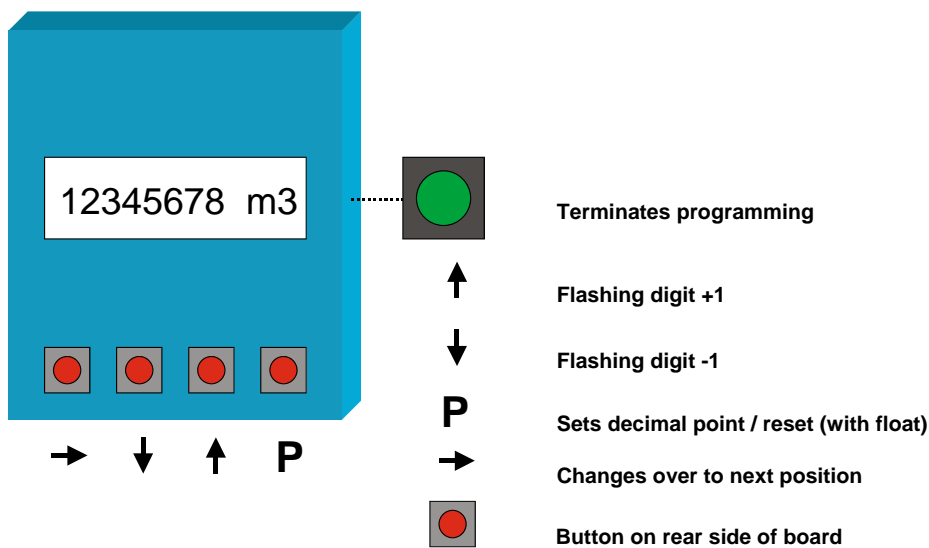 12345678 m3
Terminates programming
Flashing digit +1
Flashing digit -1
P
Sets decimal point / reset (with float)
P
Changes over to next position
Button on rear side of board